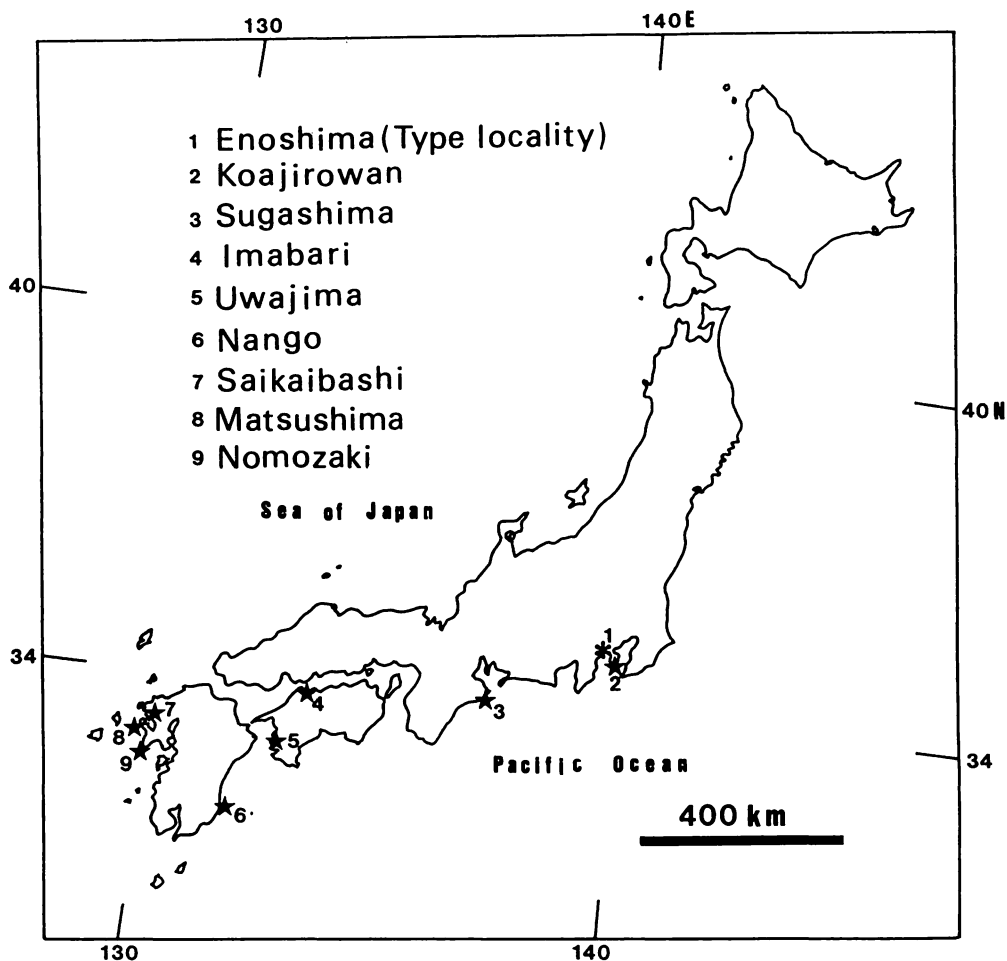 130
140E
1 Enoshima (Type locality)
2 Koajirowan
3 Sugashima
4 Imabari
5 Uwajima
6 Nango
7 Saikaibashi
8 Matsushima
9 Nomozaki
40
40N
Sea of Japan
34
1
2
3
4
5
6
7
8
9
Pacific Ocean
34
400 km
130
140